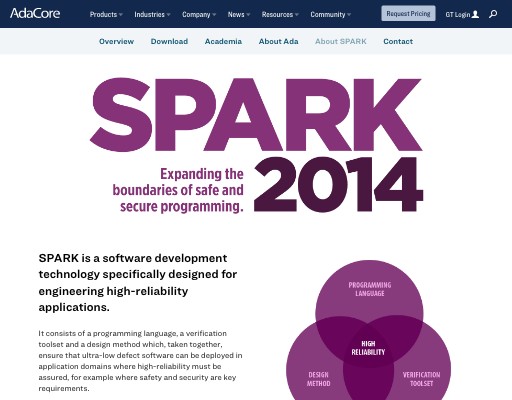 AdaCore
Products Industries Company News Resources Community Request Pricing GT Login
Overview Download Academia About Ada About SPARK Contact
SPARK
2014
Expanding the
boundaries of safe and
secure programming.
SPARK is a software development
technology specifically designed for
engineering high-reliability
applications.
It consists of a programming language, a verification
toolset and a design method which, taken together,
ensure that ultra-low defect software can be deployed in
application domains where high-reliability must be
assured, for example where safety and security are key
requirements.
PROGRAMMING
LANGUAGE
HIGH
RELIABILITY
DESIGN
METHOD
VERIFICATION
TOOLSET